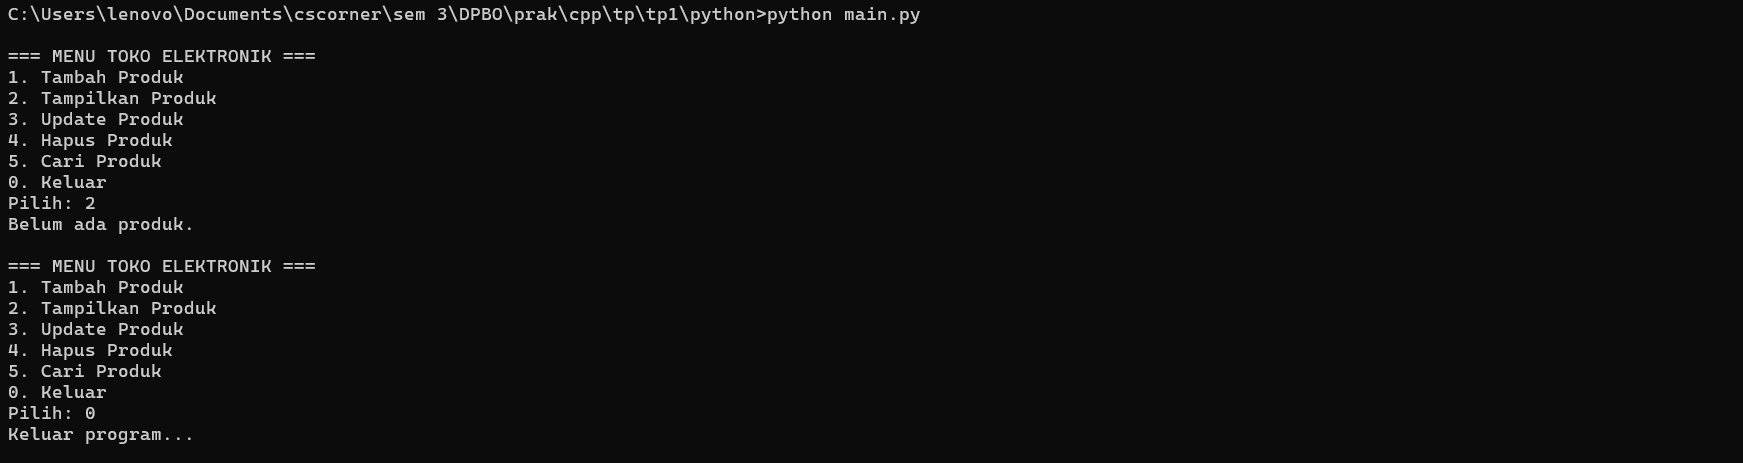 C:\Users\lenovo\Documents\cscorner\sem 3\DPBO\prak\cpp\tp\tp1\python>python main.py
=== MENU TOKO ELEKTRONIK ===
1. Tambah Produk
2. Tampilkan Produk
3. Update Produk
4. Hapus Produk
5. Cari Produk
0. Keluar
Pilih: 2
Belum ada produk.
=== MENU TOKO ELEKTRONIK ===
1. Tambah Produk
2. Tampilkan Produk
3. Update Produk
4. Hapus Produk
5. Cari Produk
0. Keluar
Pilih: 0
Keluar program...